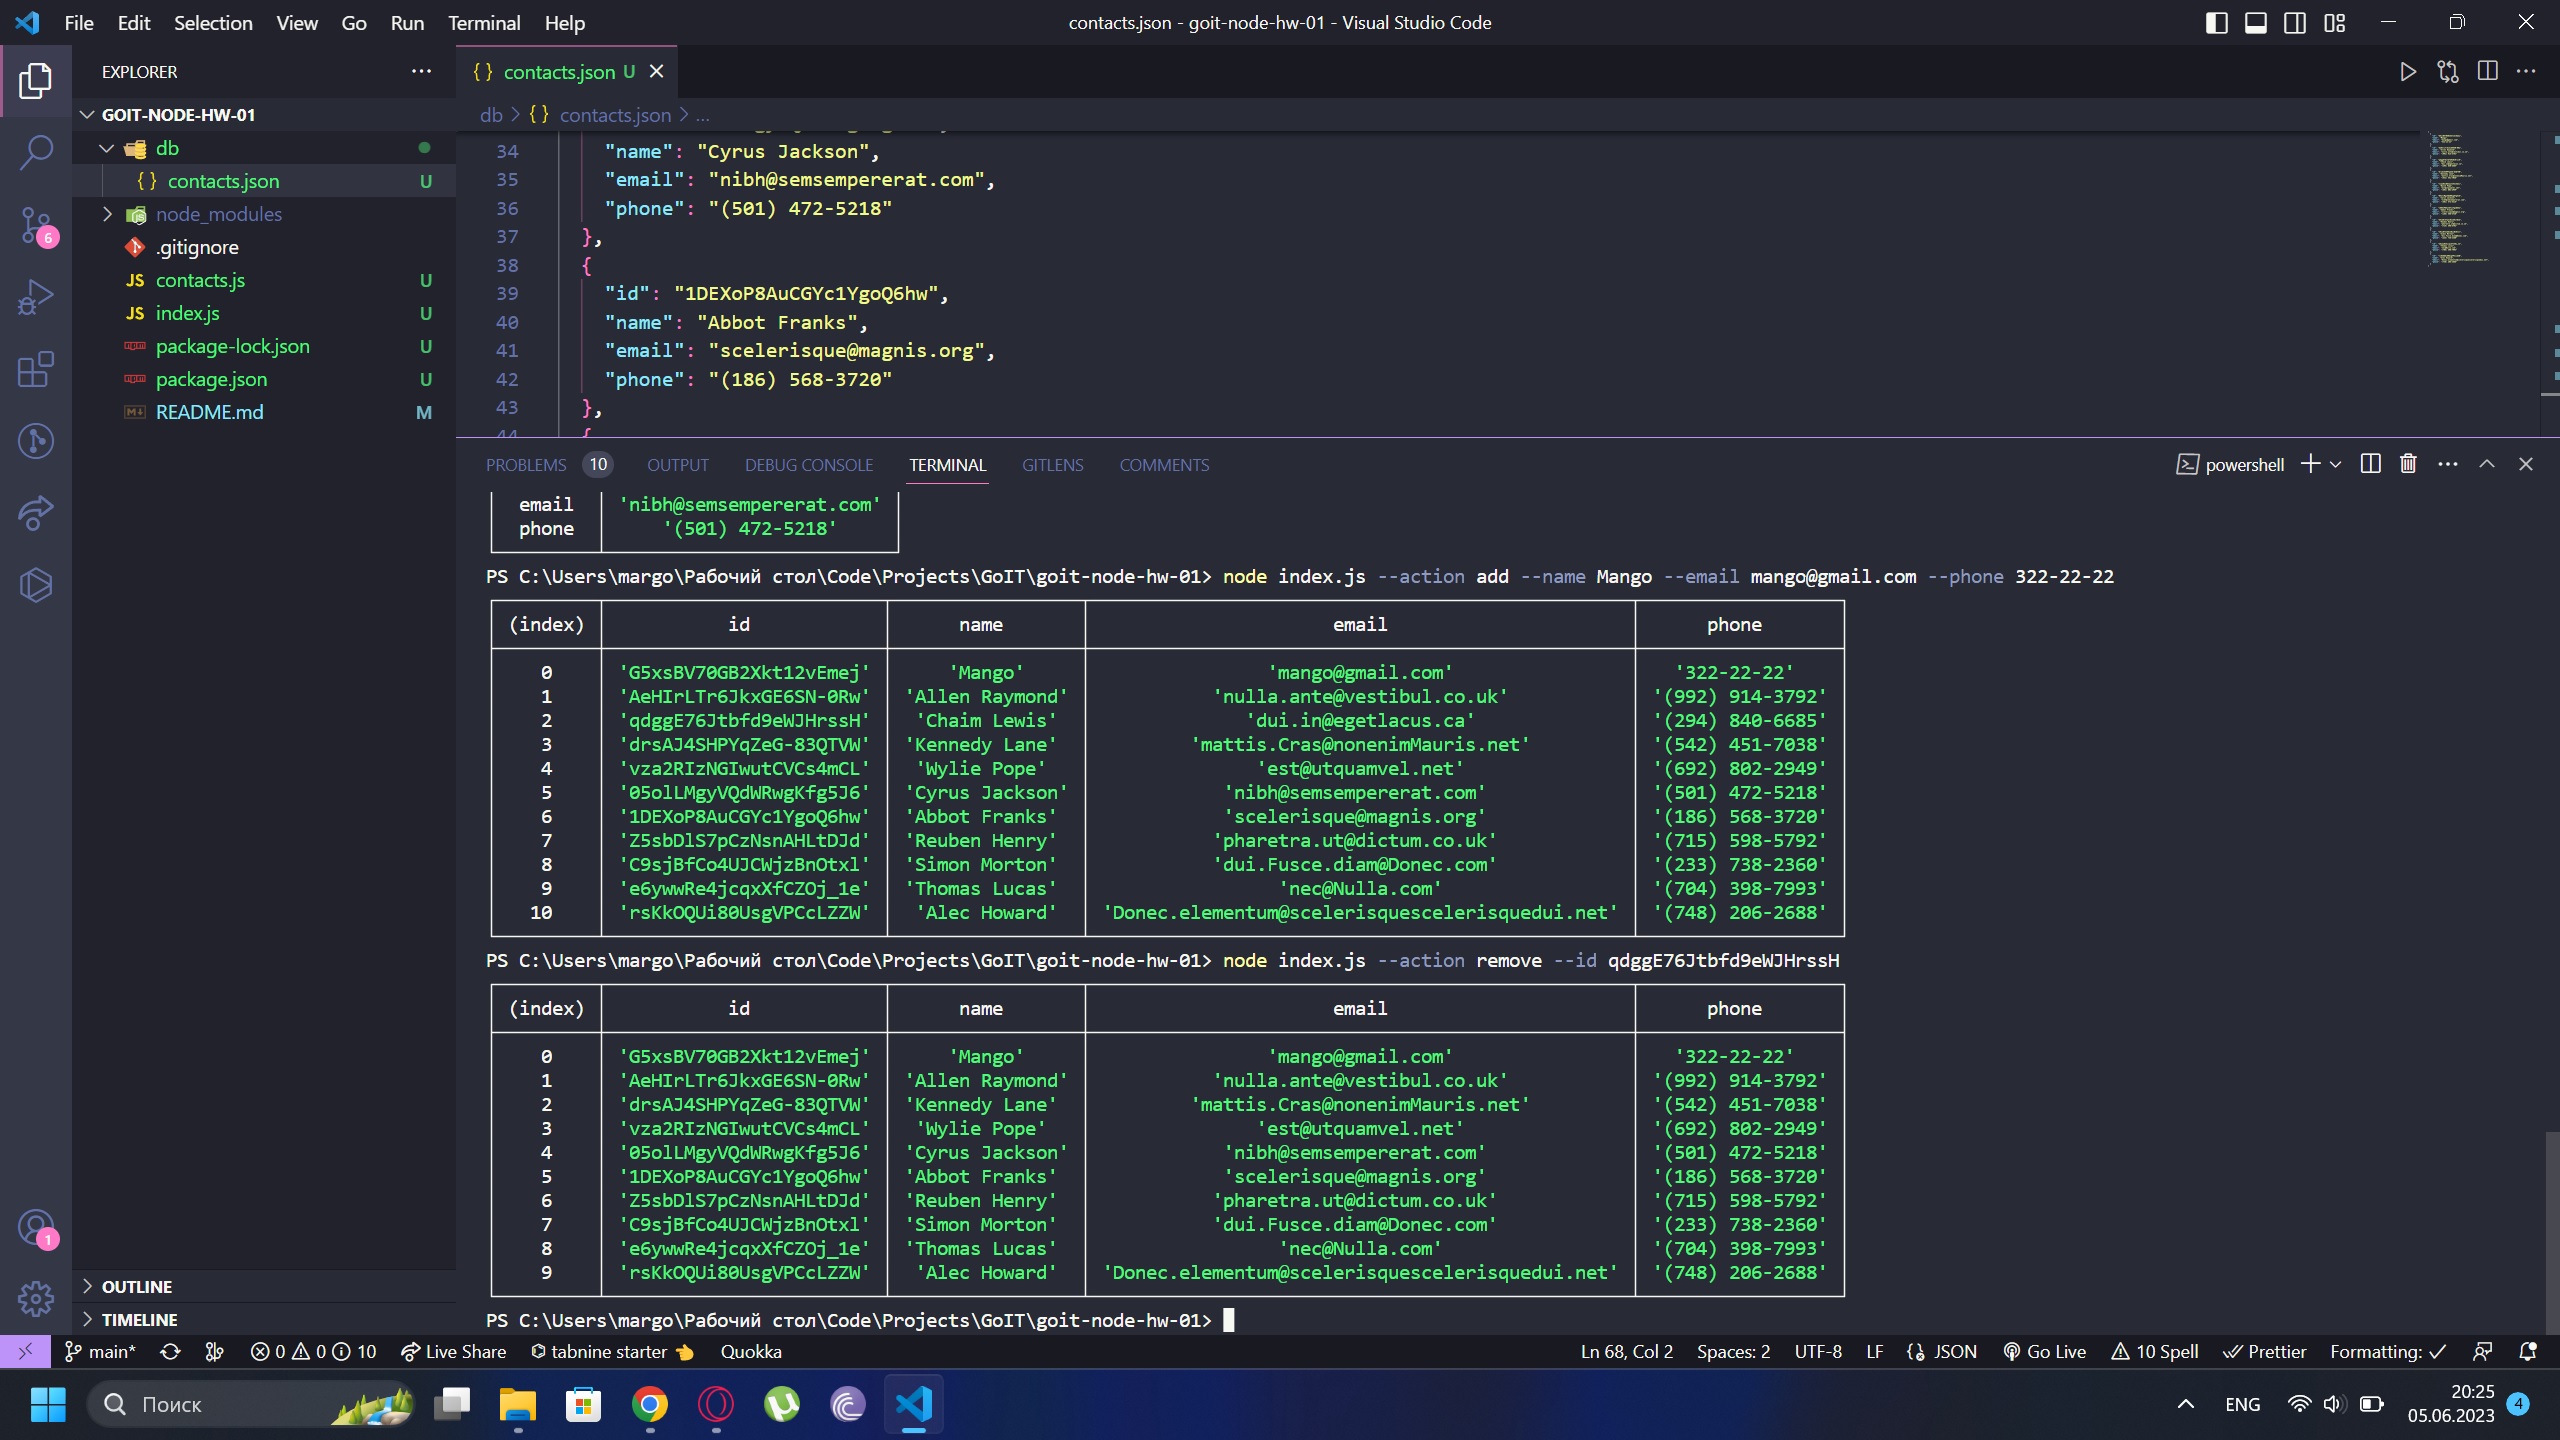 File Edit Selection View Go Run Terminal Help
contacts.json - goit-node-hw-01 - Visual Studio Code
EXPLORER
GOIT-NODE-HW-01
db
{} contacts.json U
node_modules
.gitignore
JS contacts.js U
JS index.js U
package-lock.json U
package.json U
README.md M
OUTLINE
TIMELINE
6
1
{} contacts.json U
db > {} contacts.json > ...
34 "name": "Cyrus Jackson",
35 "email": "nibh@semsempererat.com",
36 "phone": "(501) 472-5218"
37 },
38 {
39 "id": "1DEXoP8AuCGYc1YgoQ6hw",
40 "name": "Abbot Franks",
41 "email": "scelerisque@magnis.org",
42 "phone": "(186) 568-3720"
43 },
44 {
PROBLEMS 10 OUTPUT DEBUG CONSOLE TERMINAL GITLENS COMMENTS
powershell
email 'nibh@semsempererat.com'
phone '(501) 472-5218'
PS C:\Users\margo\Рабочий стол\Code\Projects\GoIT\goit-node-hw-01> node index.js --action add --name Mango --email mango@gmail.com --phone 322-22-22
(index) id name email phone
0 'G5xsBV70GB2Xkt12vEmej' 'Mango' 'mango@gmail.com' '322-22-22'
1 'AeHIrLTr6JkxGE6SN-0Rw' 'Allen Raymond' 'nulla.ante@vestibul.co.uk' '(992) 914-3792'
2 'qdggE76Jtbfd9eWJHrssH' 'Chaim Lewis' 'dui.in@egetlacus.ca' '(294) 840-6685'
3 'drsAJ4SHPYqZeG-83QTVW' 'Kennedy Lane' 'mattis.Cras@nonenimMauris.net' '(542) 451-7038'
4 'vza2RIzNGIwutCVCs4mCL' 'Wylie Pope' 'est@utquamvel.net' '(692) 802-2949'
5 '05olLMgyVQdWRwgKfg5J6' 'Cyrus Jackson' 'nibh@semsempererat.com' '(501) 472-5218'
6 '1DEXoP8AuCGYc1YgoQ6hw' 'Abbot Franks' 'scelerisque@magnis.org' '(186) 568-3720'
7 'Z5sbDlS7pCzNsnAHLtDJd' 'Reuben Henry' 'pharetra.ut@dictum.co.uk' '(715) 598-5792'
8 'C9sjBfCo4UJCWjzBnOtxl' 'Simon Morton' 'dui.Fusce.diam@Donec.com' '(233) 738-2360'
9 'e6ywwRe4jcqxXfCZOj_1e' 'Thomas Lucas' 'nec@Nulla.com' '(704) 398-7993'
10 'rsKkOQUi80UsgVPCcLZZW' 'Alec Howard' 'Donec.elementum@scelerisquescelerisquedui.net' '(748) 206-2688'
PS C:\Users\margo\Рабочий стол\Code\Projects\GoIT\goit-node-hw-01> node index.js --action remove --id qdggE76Jtbfd9eWJHrssH
(index) id name email phone
0 'G5xsBV70GB2Xkt12vEmej' 'Mango' 'mango@gmail.com' '322-22-22'
1 'AeHIrLTr6JkxGE6SN-0Rw' 'Allen Raymond' 'nulla.ante@vestibul.co.uk' '(992) 914-3792'
2 'drsAJ4SHPYqZeG-83QTVW' 'Kennedy Lane' 'mattis.Cras@nonenimMauris.net' '(542) 451-7038'
3 'vza2RIzNGIwutCVCs4mCL' 'Wylie Pope' 'est@utquamvel.net' '(692) 802-2949'
4 '05olLMgyVQdWRwgKfg5J6' 'Cyrus Jackson' 'nibh@semsempererat.com' '(501) 472-5218'
5 '1DEXoP8AuCGYc1YgoQ6hw' 'Abbot Franks' 'scelerisque@magnis.org' '(186) 568-3720'
6 'Z5sbDlS7pCzNsnAHLtDJd' 'Reuben Henry' 'pharetra.ut@dictum.co.uk' '(715) 598-5792'
7 'C9sjBfCo4UJCWjzBnOtxl' 'Simon Morton' 'dui.Fusce.diam@Donec.com' '(233) 738-2360'
8 'e6ywwRe4jcqxXfCZOj_1e' 'Thomas Lucas' 'nec@Nulla.com' '(704) 398-7993'
9 'rsKkOQUi80UsgVPCcLZZW' 'Alec Howard' 'Donec.elementum@scelerisquescelerisquedui.net' '(748) 206-2688'
PS C:\Users\margo\Рабочий стол\Code\Projects\GoIT\goit-node-hw-01>
main* 0 0 10 Live Share tabnine starter Quokka Ln 68, Col 2 Spaces: 2 UTF-8 LF JSON Go Live 10 Spell Prettier Formatting:
Поиск ENG 20:25
05.06.2023 4